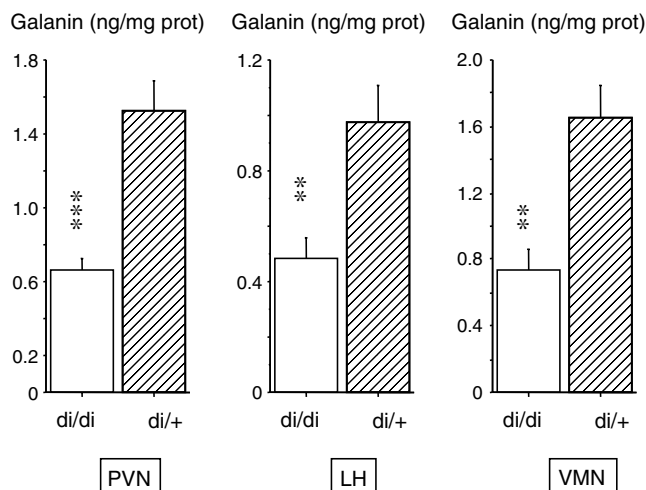 Galanin (ng/mg prot) Galanin (ng/mg prot) Galanin (ng/mg prot)
1.8
1.4
1.0
0.6
0.2
0
***
di/di di/+
PVN
1.2
0.8
0.4
0
**
di/di di/+
LH
2.0
1.6
1.2
0.8
0.4
0
**
di/di di/+
VMN